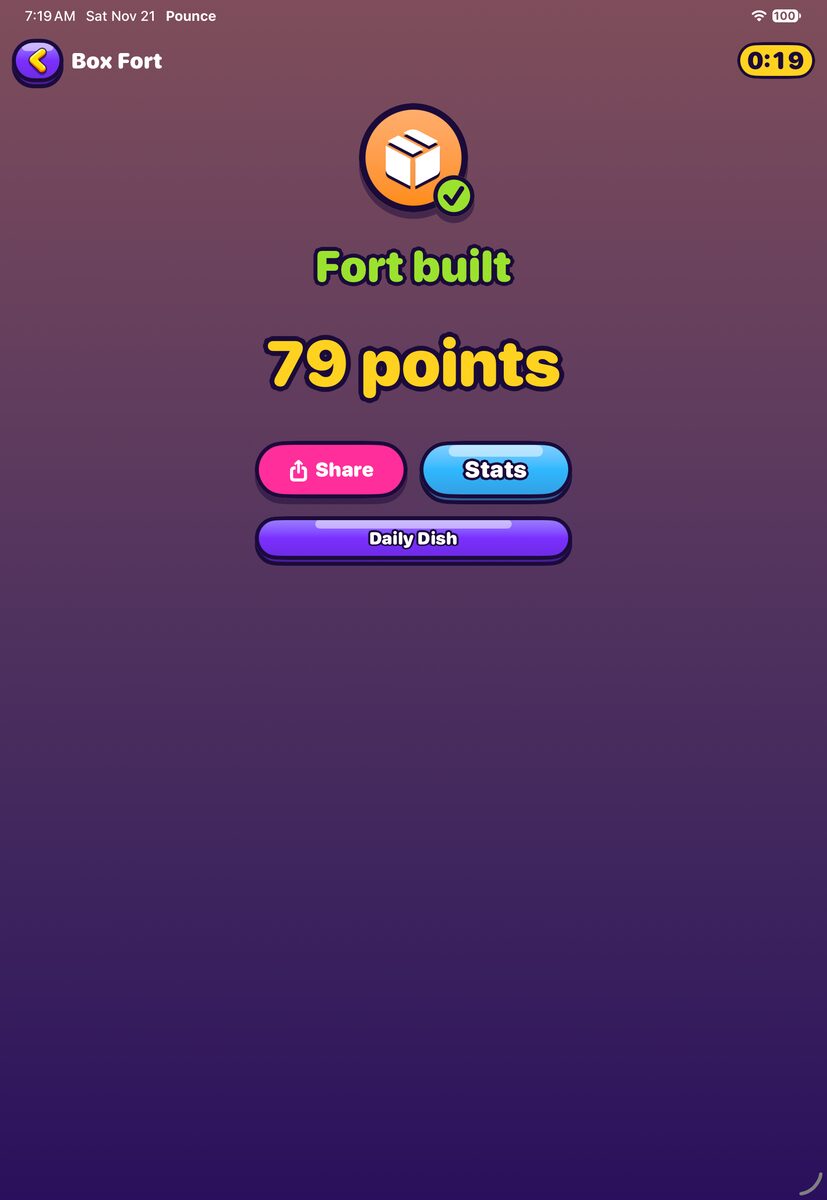 7:19 AM Sat Nov 21 Pounce 100
Box Fort 0:19
Fort built
79 points
Share Stats
Daily Dish